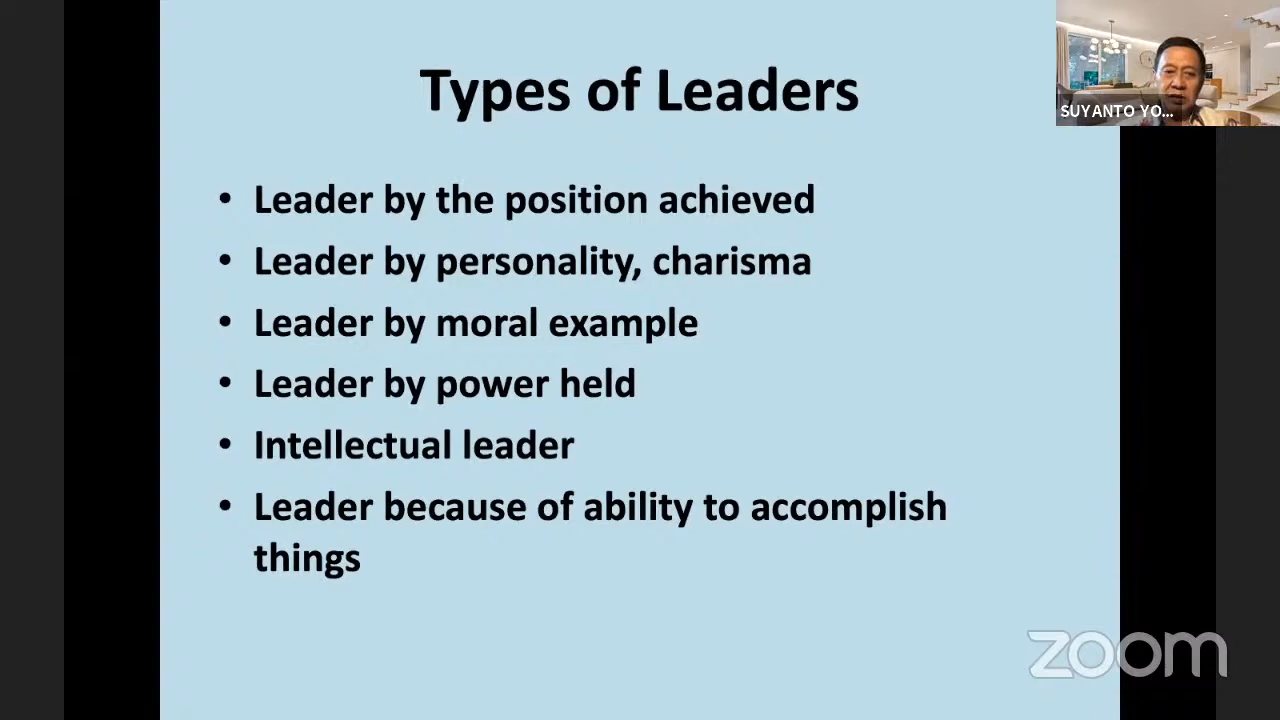 Types of Leaders
SUYANTO YO...
• Leader by the position achieved
• Leader by personality, charisma
• Leader by moral example
• Leader by power held
• Intellectual leader
• Leader because of ability to accomplish
things
zoom